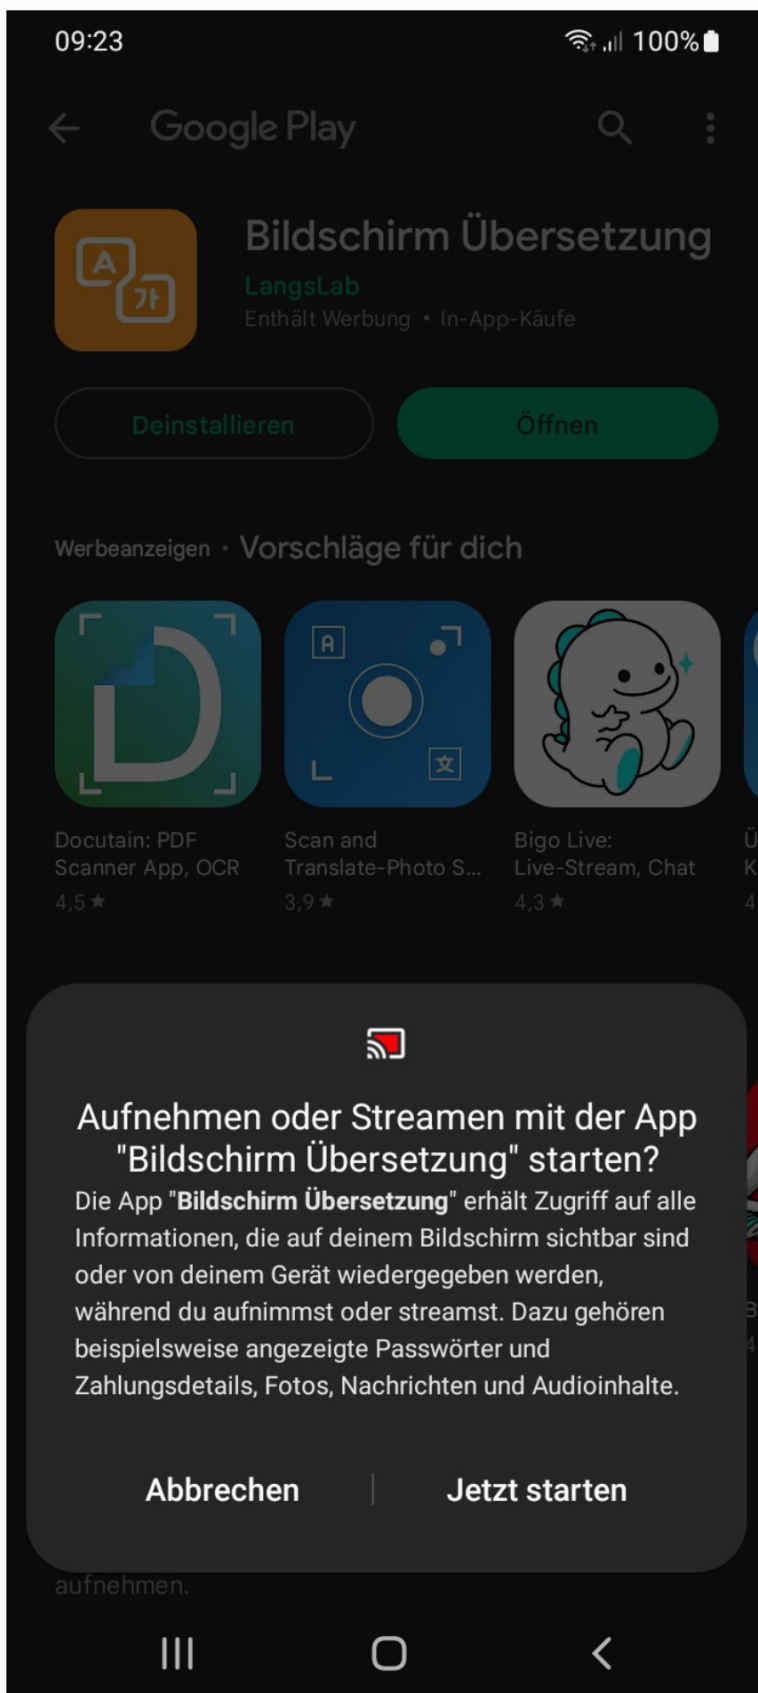 09:23
100%
Google Play
A
가
Bildschirm Übersetzung
LangsLab
Enthält Werbung • In-App-Käufe
Deinstallieren
Öffnen
Werbeanzeigen • Vorschläge für dich
D
A
文
Docutain: PDF
Scanner App, OCR
4,5 ★
Scan and
Translate-Photo S...
3,9 ★
Bigo Live:
Live-Stream, Chat
4,3 ★
Ü
K
4
Aufnehmen oder Streamen mit der App
"Bildschirm Übersetzung" starten?
Die App "Bildschirm Übersetzung" erhält Zugriff auf alle
Informationen, die auf deinem Bildschirm sichtbar sind
oder von deinem Gerät wiedergegeben werden,
während du aufnimmst oder streamst. Dazu gehören
beispielsweise angezeigte Passwörter und
Zahlungsdetails, Fotos, Nachrichten und Audioinhalte.
B
4
Abbrechen
Jetzt starten
aufnehmen.